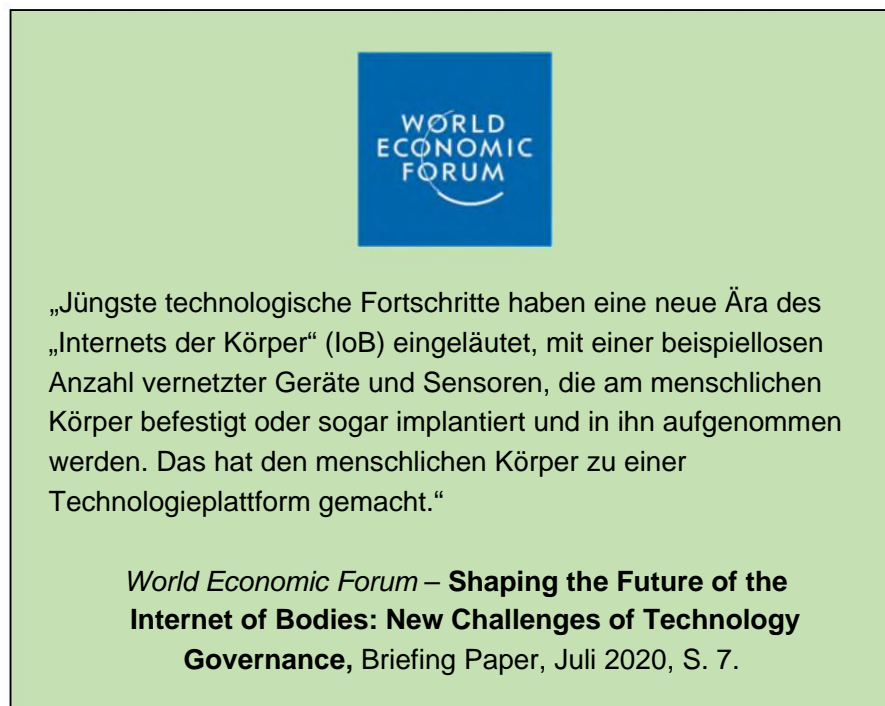 WORLD
ECONOMIC
FORUM
„Jüngste technologische Fortschritte haben eine neue Ära des
„Internets der Körper“ (IoB) eingeläutet, mit einer beispiellosen
Anzahl vernetzter Geräte und Sensoren, die am menschlichen
Körper befestigt oder sogar implantiert und in ihn aufgenommen
werden. Das hat den menschlichen Körper zu einer
Technologieplattform gemacht.“
World Economic Forum – Shaping the Future of the
Internet of Bodies: New Challenges of Technology
Governance, Briefing Paper, Juli 2020, S. 7.